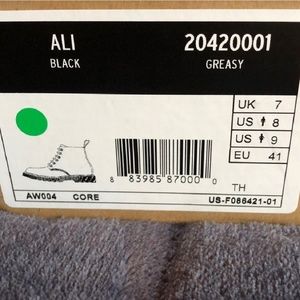 ALI 20420001
BLACK GREASY
UK 7
US 8
US 9
EU 41
8 83985 87000 0
TH
AW004 CORE US-F086421-01